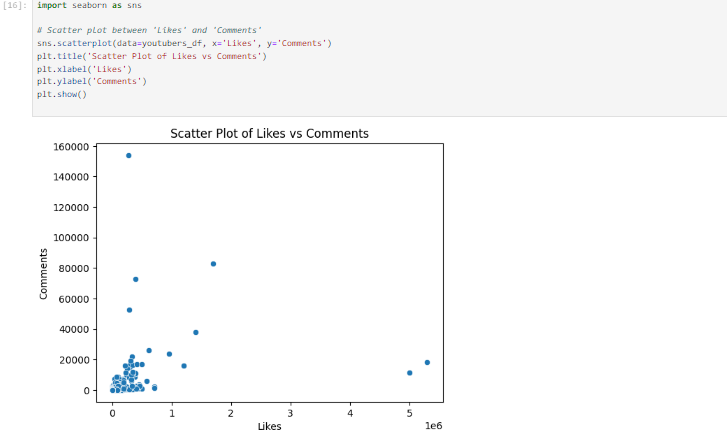 [16]: import seaborn as sns
# Scatter plot between 'Likes' and 'Comments'
sns.scatterplot(data=youtubers_df, x='Likes', y='Comments')
plt.title('Scatter Plot of Likes vs Comments')
plt.xlabel('Likes')
plt.ylabel('Comments')
plt.show()
Scatter Plot of Likes vs Comments
160000
140000
120000
100000
80000
60000
40000
20000
0
Comments
0 1 2 3 4 5
1e6
Likes